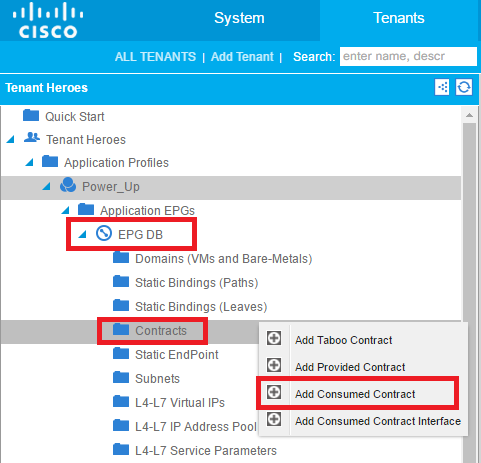 CISCO
System
Tenants
ALL TENANTS | Add Tenant | Search: enter name, descr
Tenant Heroes
Quick Start
Tenant Heroes
Application Profiles
Power_Up
Application EPGs
EPG DB
Domains (VMs and Bare-Metals)
Static Bindings (Paths)
Static Bindings (Leaves)
Contracts
Add Taboo Contract
Static EndPoint
Add Provided Contract
Subnets
Add Consumed Contract
L4-L7 Virtual IPs
Add Consumed Contract Interface
L4-L7 IP Address Pool
L4-L7 Service Parameters